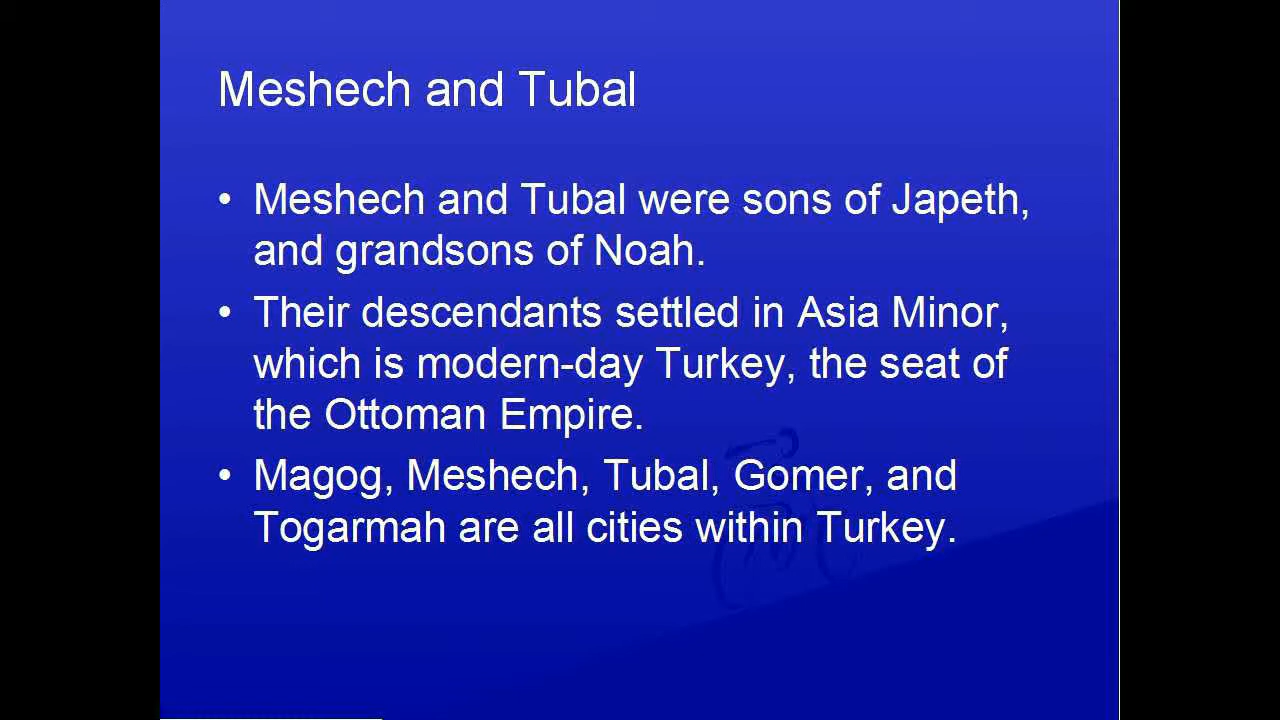 Meshech and Tubal
• Meshech and Tubal were sons of Japeth,
and grandsons of Noah.
• Their descendants settled in Asia Minor,
which is modern-day Turkey, the seat of
the Ottoman Empire.
• Magog, Meshech, Tubal, Gomer, and
Togarmah are all cities within Turkey.